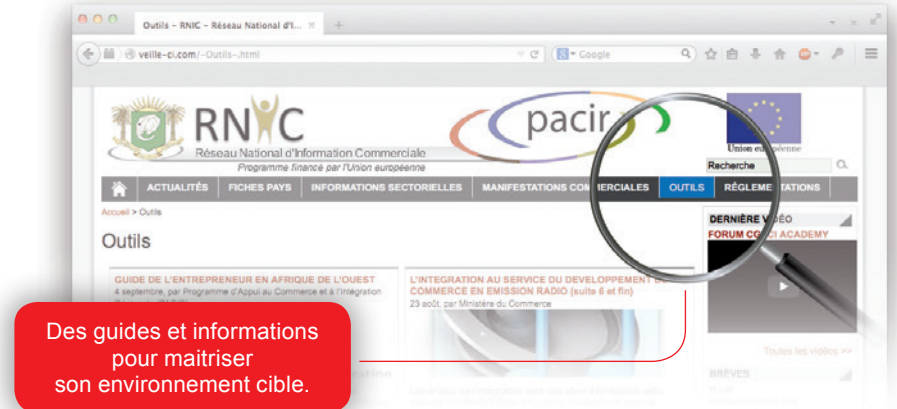 Outils – RNIC – Réseau National d'I...
veille-ci.com/-Outils-.html
Google
RNIC
Réseau National d'Information Commerciale
Programme financé par l'Union européenne
pacir
Union européenne
Recherche
ACTUALITÉS FICHES PAYS INFORMATIONS SECTORIELLES MANIFESTATIONS COMMERCIALES OUTILS RÉGLEMENTATIONS
Accueil > Outils
Outils
GUIDE DE L'ENTREPRENEUR EN AFRIQUE DE L'OUEST
4 septembre, par Programme d'Appui au Commerce et à l'Intégration
L'INTEGRATION AU SERVICE DU DEVELOPPEMENT DU
COMMERCE EN EMISSION RADIO (suite 6 et fin)
23 août, par Ministère du Commerce
DERNIÈRE VIDÉO
FORUM CGECI ACADEMY
Toutes les vidéos >>
BRÈVES
Des guides et informations
pour maitriser
son environnement cible.